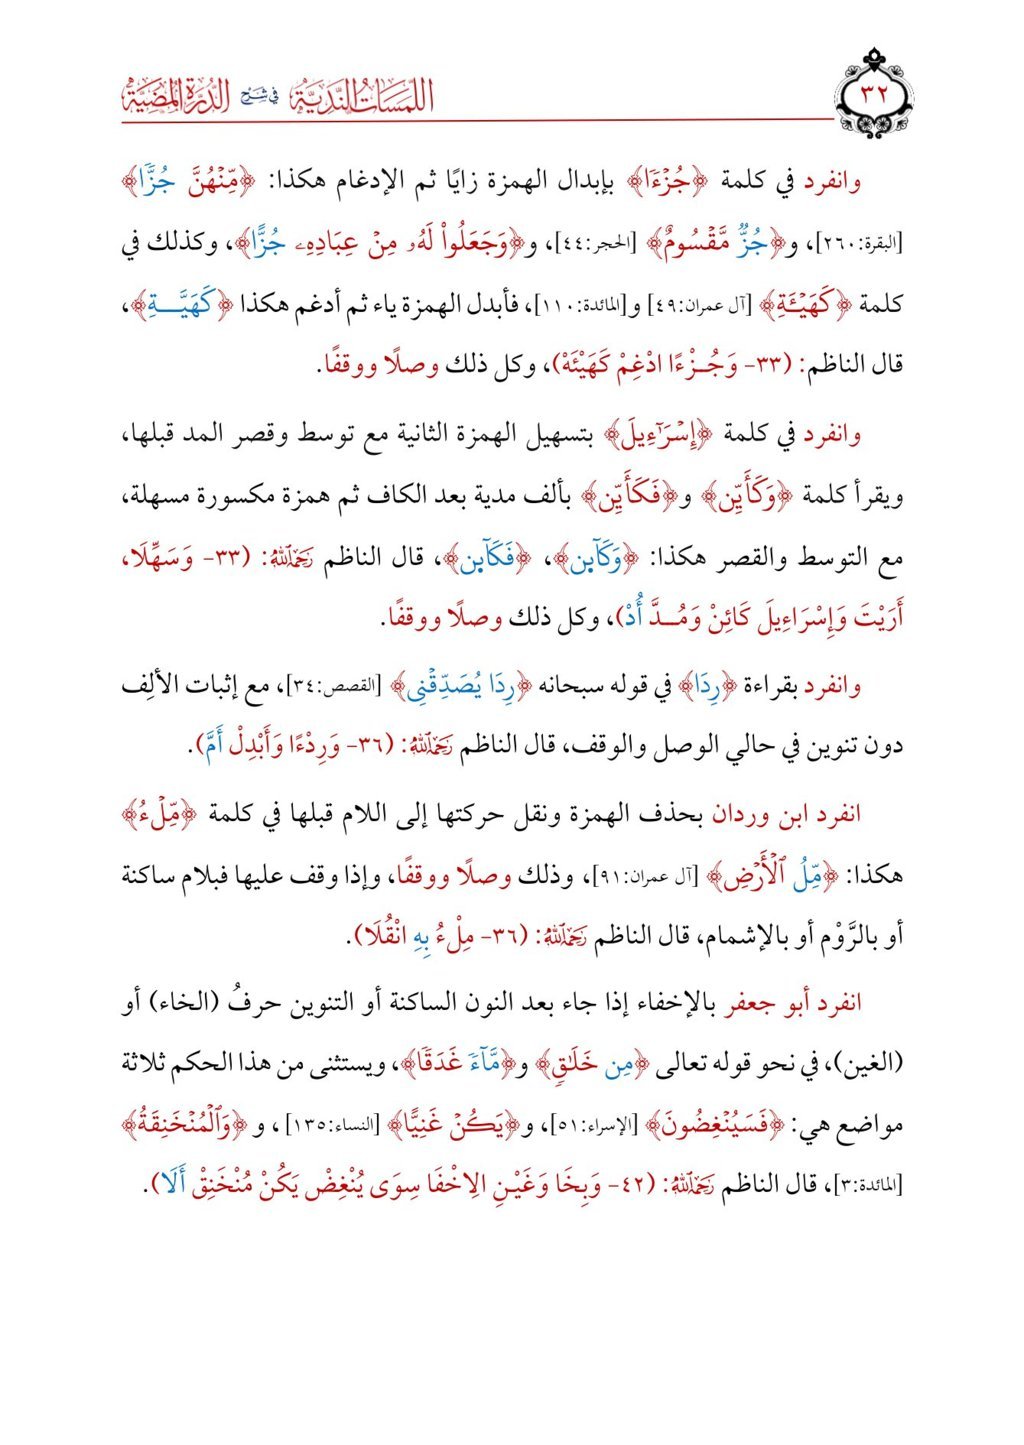 ٣٢
اللمسات الندية في شرح الدرة المضية
وانفرد في كلمة ﴿جُزۡءٗا﴾ بإبدال الهمزة زايًا ثم الإدغام هكذا: ﴿مِّنۡهُنَّ جُزّٗا﴾
[البقرة:٢٦٠]، و﴿جُزّٞ مَّقۡسُومٌ﴾ [الحجر:٤٤]، و﴿وَجَعَلُواْ لَهُۥ مِنۡ عِبَادِهِۦ جُزًّا﴾، وكذلك في
كلمة ﴿كَهَيۡـَٔةِ﴾ [آل عمران:٤٩] و[المائدة:١١٠]، فأبدل الهمزة ياء ثم أدغم هكذا ﴿كَهَيَّـــةِ﴾،
قال الناظم: (٣٣- وَجُـزْءًا ادْغِمْ كَهَيْئَهْ)، وكل ذلك وصلًا ووقفًا.
وانفرد في كلمة ﴿إِسۡرَـٰٓءِيلَ﴾ بتسهيل الهمزة الثانية مع توسط وقصر المد قبلها،
ويقرأ كلمة ﴿وَكَأَيِّن﴾ و﴿فَكَأَيِّن﴾ بألف مدية بعد الكاف ثم همزة مكسورة مسهلة،
مع التوسط والقصر هكذا: ﴿وَكَآىِٕن﴾، ﴿فَكَآىِٕن﴾، قال الناظم رَحِمَهُ ٱللَّهُ: (٣٣- وَسَهِّلَا،
أَرَيْتَ وَإِسْرَاءِيلَ كَائِنْ وَمُـــدَّ أُدْ)، وكل ذلك وصلًا ووقفًا.
وانفرد بقراءة ﴿رِدَا﴾ في قوله سبحانه ﴿رِدَا يُصَدِّقۡنِي﴾ [القصص:٣٤]، مع إثبات الألِف
دون تنوين في حالي الوصل والوقف، قال الناظم رَحِمَهُ ٱللَّهُ: (٣٦- وَرِدْءًا وَأَبْدِلْ أَمَّ).
انفرد ابن وردان بحذف الهمزة ونقل حركتها إلى اللام قبلها في كلمة ﴿مِّلۡءُ﴾
هكذا: ﴿مِّلُ ٱلۡأَرۡضِ﴾ [آل عمران:٩١]، وذلك وصلًا ووقفًا، وإذا وقف عليها فبلام ساكنة
أو بالرَّوْم أو بالإشمام، قال الناظم رَحِمَهُ ٱللَّهُ: (٣٦- مِلْءُ بِهِ انْقُلَا).
انفرد أبو جعفر بالإخفاء إذا جاء بعد النون الساكنة أو التنوين حرفُ (الخاء) أو
(الغين)، في نحو قوله تعالى ﴿مِن خَلَٰقٖ﴾ و﴿مَّآءً غَدَقٗا﴾، ويستثنى من هذا الحكم ثلاثة
مواضع هي: ﴿فَسَيُنۡغِضُونَ﴾ [الإسراء:٥١]، و﴿يَكُنۡ غَنِيًّا﴾ [النساء:١٣٥]، و ﴿وَٱلۡمُنۡخَنِقَةُ﴾
[المائدة:٣]، قال الناظم رَحِمَهُ ٱللَّهُ: (٤٢- وَبِخَا وَغَيْـنِ الِاخْفَا سِوَى يُنْغِضْ يَكُنْ مُنْخَنِقْ أَلَا).